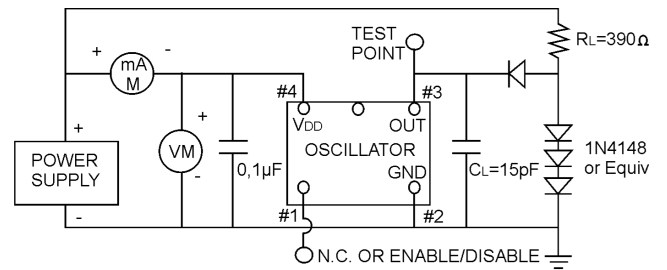 TEST
POINT
RL=390Ω
+
-
mA
M
#4
#3
+
VM
-
0,1µF
VDD
OUT
OSCILLATOR
GND
CL=15pF
1N4148
or Equiv
+
POWER
SUPPLY
-
#1
#2
N.C. OR ENABLE/DISABLE